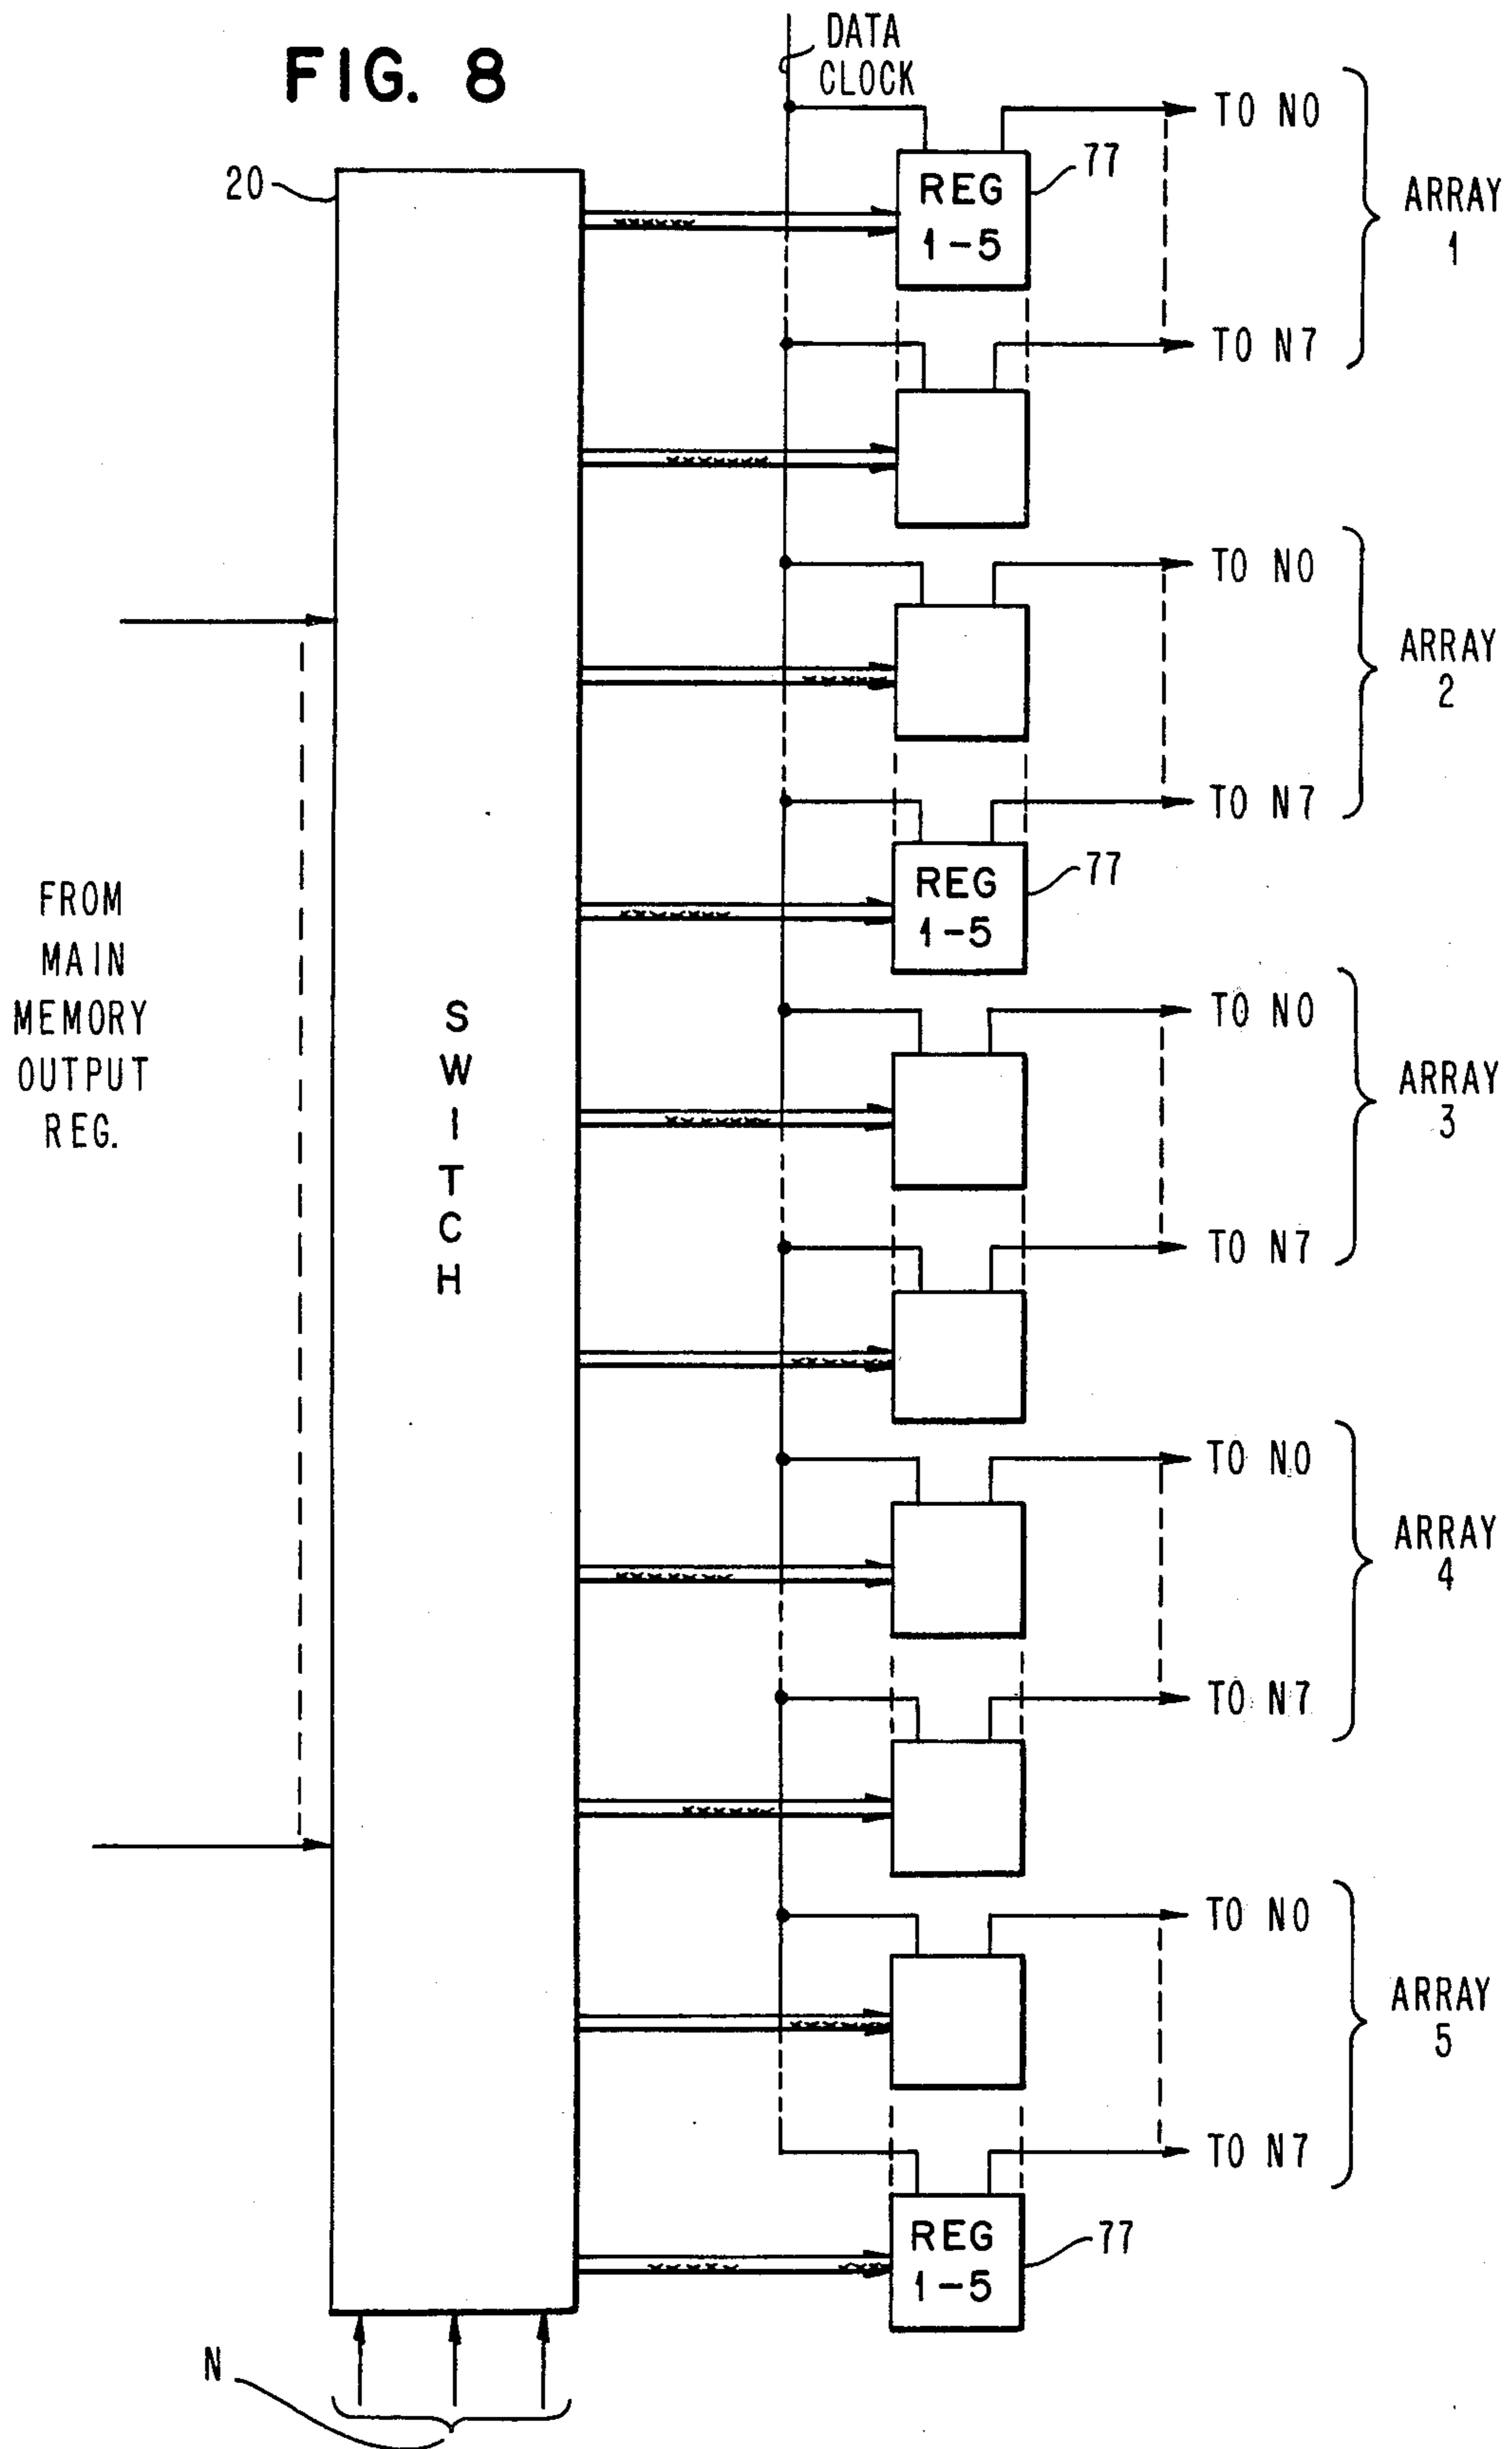 FIG. 8
DATA
CLOCK
20
REG
1-5
77
TO N0
TO N7
ARRAY
1
TO N0
TO N7
ARRAY
2
REG
1-5
77
FROM
MAIN
MEMORY
OUTPUT
REG.
SWITCH
TO N0
TO N7
ARRAY
3
TO N0
TO N7
ARRAY
4
TO N0
TO N7
ARRAY
5
REG
1-5
77
N